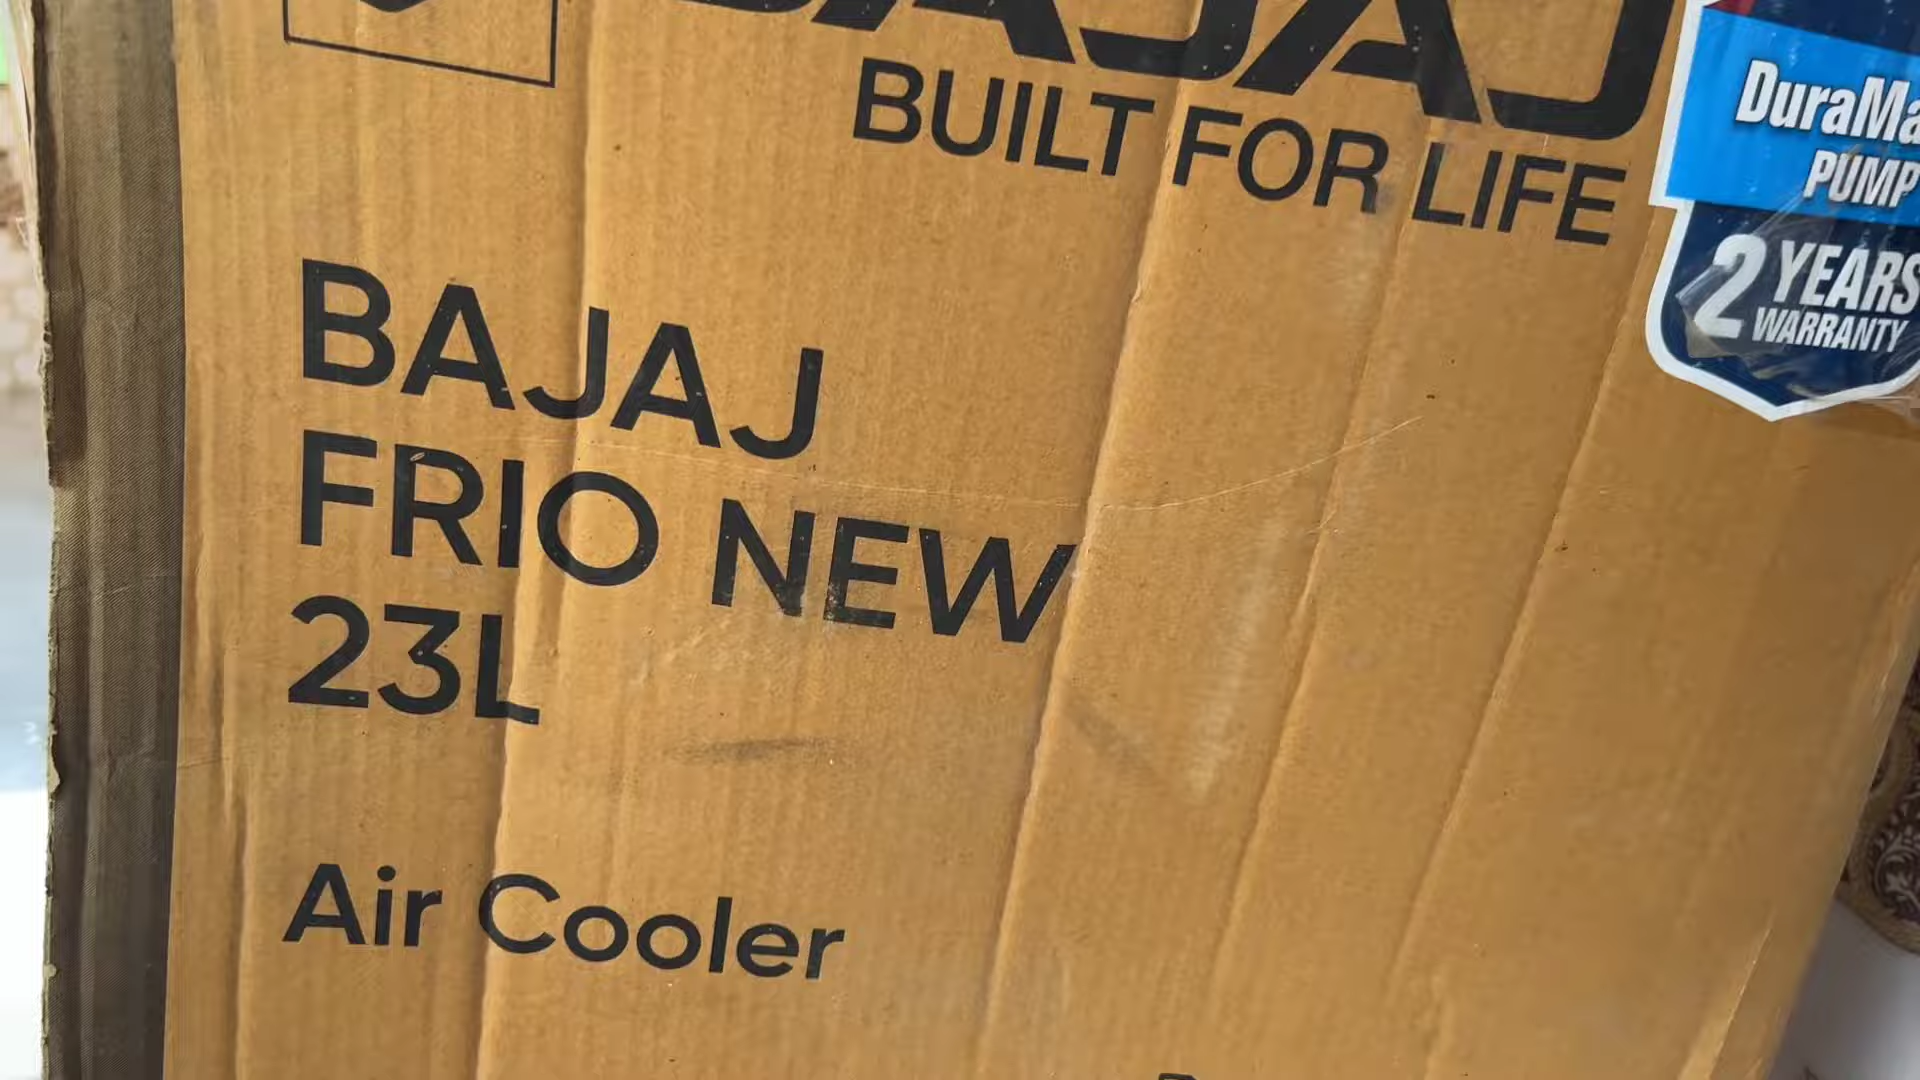 BAJAJ
BUILT FOR LIFE
DuraMa
PUMP
2 YEARS
WARRANTY
BAJAJ
FRIO NEW
23L
Air Cooler